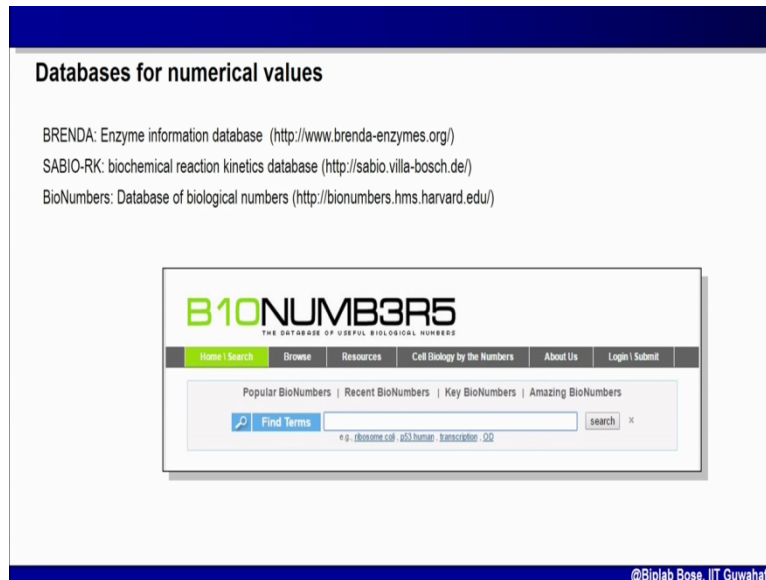 Databases for numerical values
BRENDA: Enzyme information database (http://www.brenda-enzymes.org/)
SABIO-RK: biochemical reaction kinetics database (http://sabio.villa-bosch.de/)
BioNumbers: Database of biological numbers (http://bionumbers.hms.harvard.edu/)
B10NUMB3R5
THE DATABASE OF USEFUL BIOLOGICAL NUMBERS
Home \ Search Browse Resources Cell Biology by the Numbers About Us Login \ Submit
Popular BioNumbers | Recent BioNumbers | Key BioNumbers | Amazing BioNumbers
Find Terms search x
e.g., ribosome coli , p53 human , transcription , OD
@Biplab Bose, IIT Guwahat